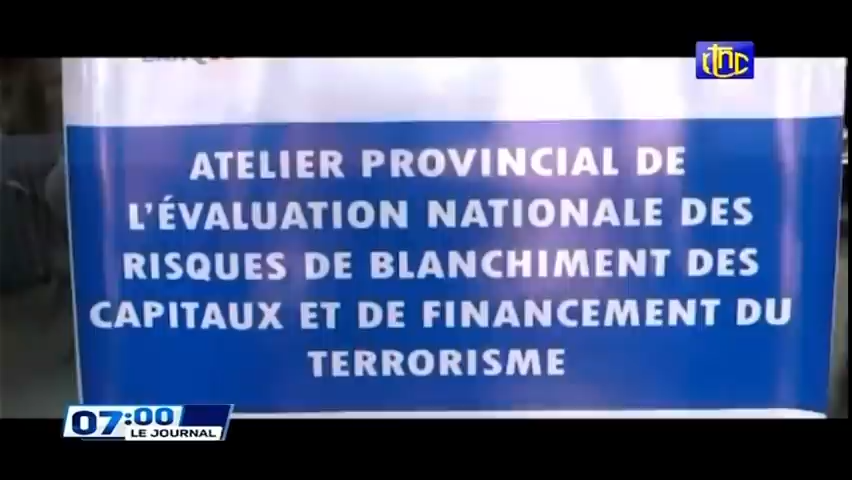 rtnc
ATELIER PROVINCIAL DE
L'ÉVALUATION NATIONALE DES
RISQUES DE BLANCHIMENT DES
CAPITAUX ET DE FINANCEMENT DU
TERRORISME
07:00
LE JOURNAL